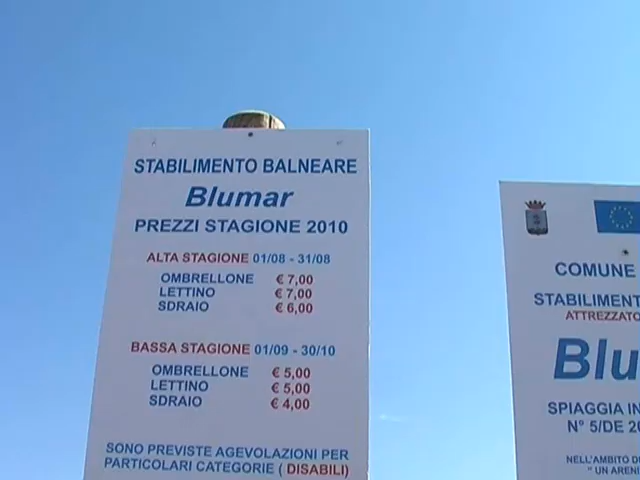 STABILIMENTO BALNEARE
Blumar
PREZZI STAGIONE 2010
ALTA STAGIONE 01/08 - 31/08
OMBRELLONE € 7,00
LETTINO € 7,00
SDRAIO € 6,00
BASSA STAGIONE 01/09 - 30/10
OMBRELLONE € 5,00
LETTINO € 5,00
SDRAIO € 4,00
SONO PREVISTE AGEVOLAZIONI PER
PARTICOLARI CATEGORIE ( DISABILI)
COMUNE
STABILIMENT
ATTREZZATO
Blu
SPIAGGIA IN
N° 5/DE 20
NELL'AMBITO D
" UN ARENI